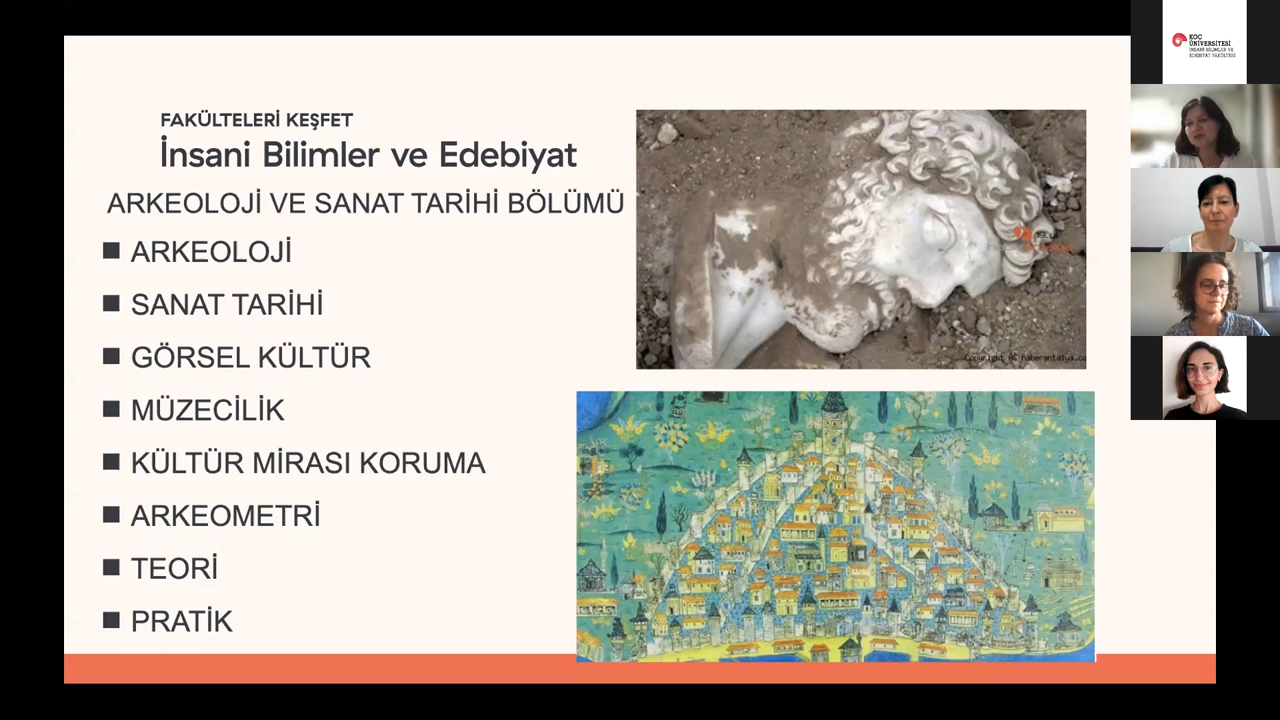 FAKÜLTELERİ KEŞFET
İnsani Bilimler ve Edebiyat
ARKEOLOJİ VE SANAT TARİHİ BÖLÜMÜ
ARKEOLOJİ
SANAT TARİHİ
GÖRSEL KÜLTÜR
MÜZECİLİK
KÜLTÜR MİRASI KORUMA
ARKEOMETRİ
TEORİ
PRATİK
haberantalya.co
KOÇ
ÜNİVERSİTESİ
İNSANİ BİLİMLER VE
EDEBİYAT FAKÜLTESİ